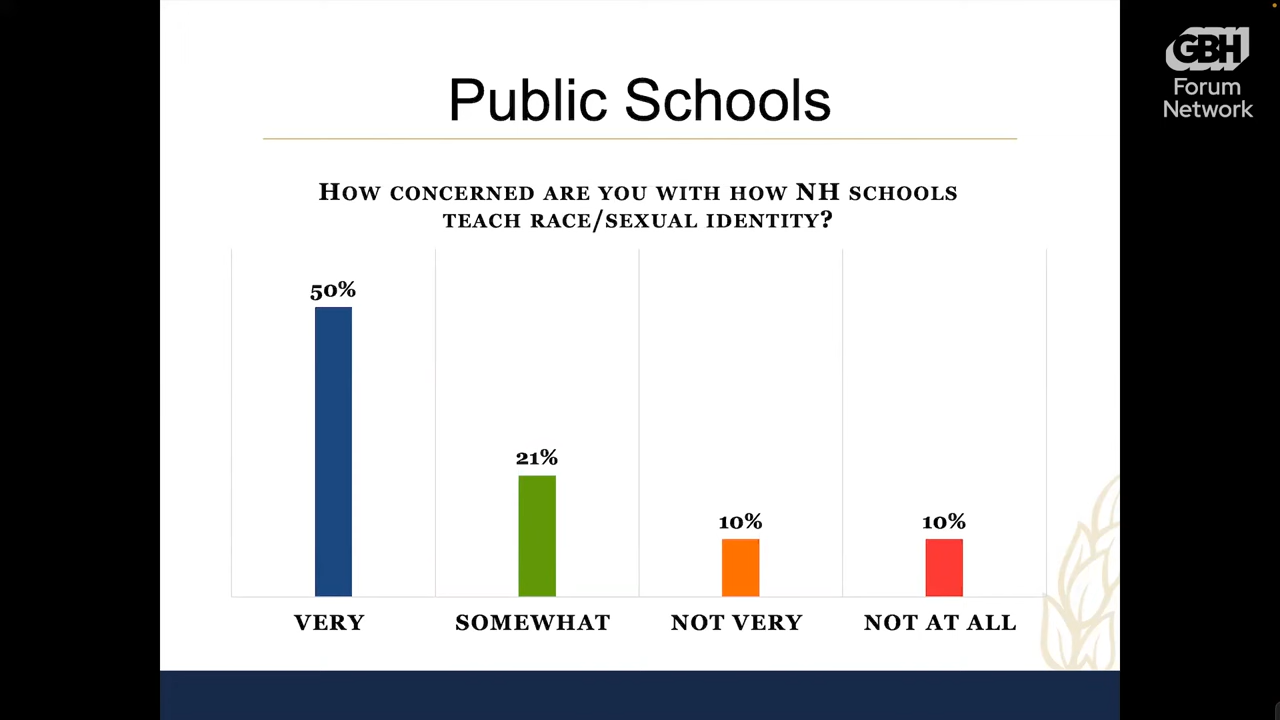 GBH
Forum
Network
Public Schools
How concerned are you with how NH schools
teach race/sexual identity?
50%
21%
10%
10%
VERY
SOMEWHAT
NOT VERY
NOT AT ALL